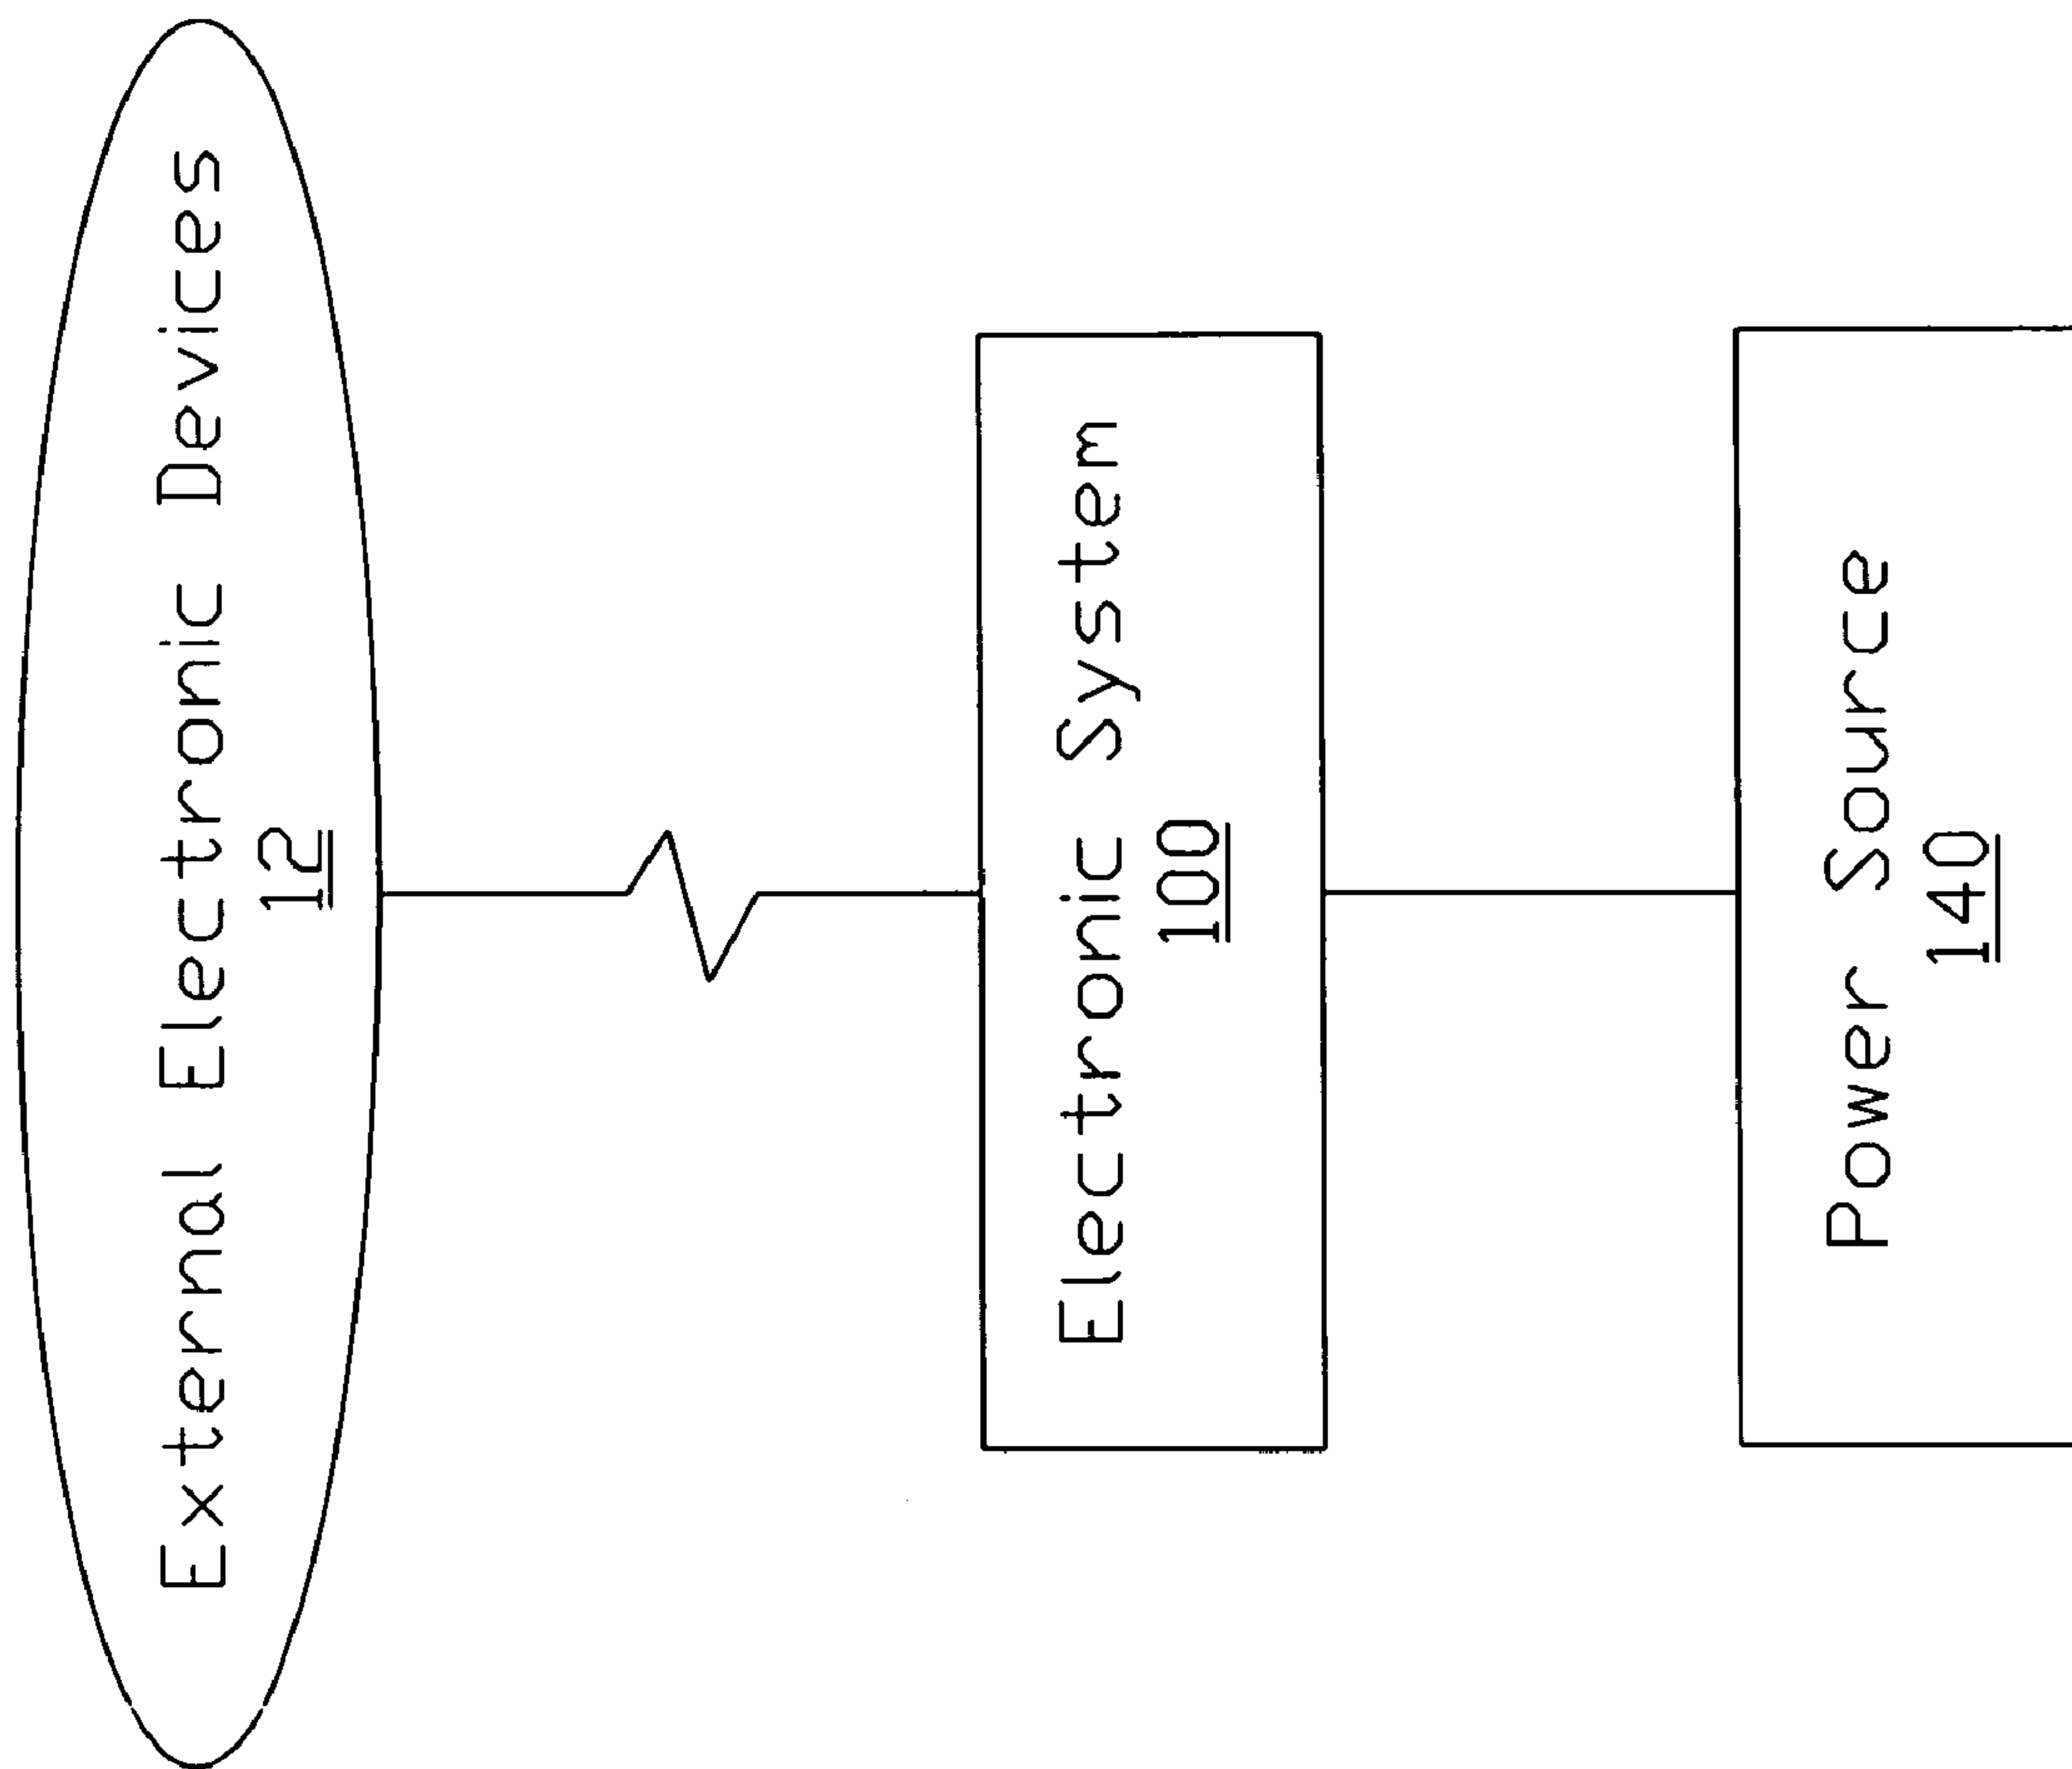 External Electronic Devices
12
Electronic System
100
Power Source
140